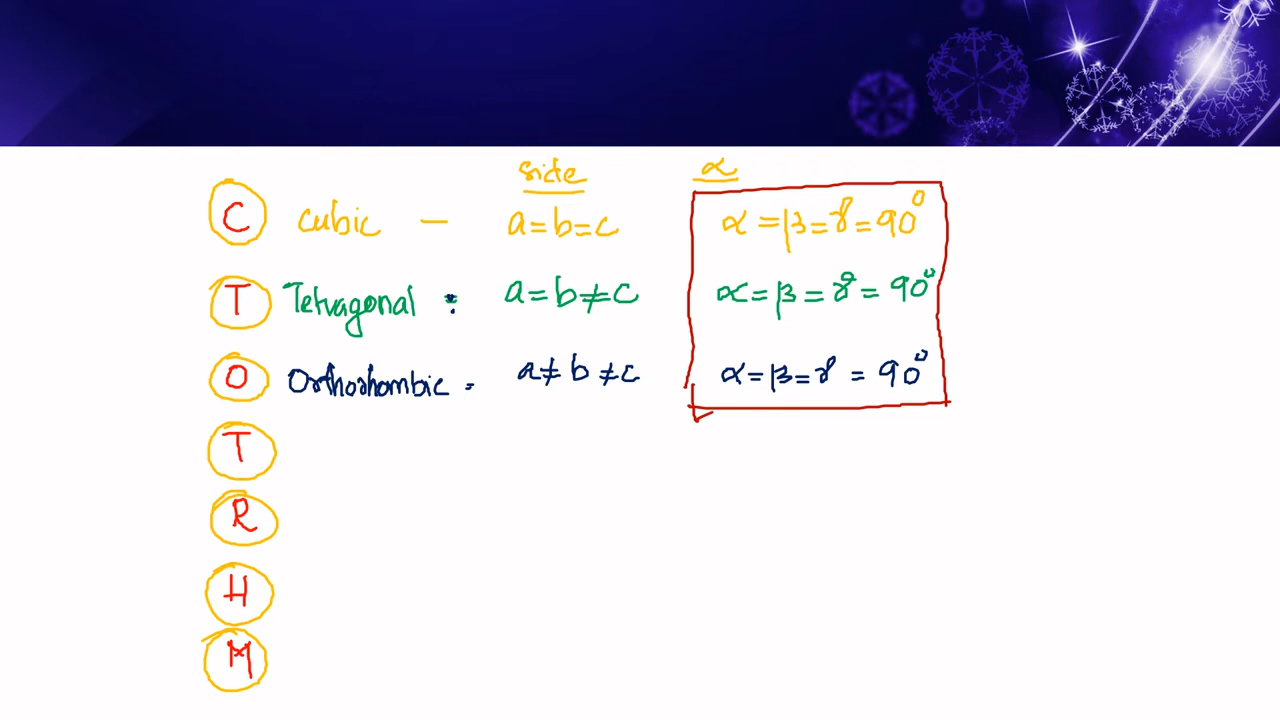 side α
C cubic — a=b=c α=β=γ=90°
T Tetragonal : a=b≠c α=β=γ=90°
O Orthorhombic = a≠b≠c α=β=γ=90°
T
R
H
M